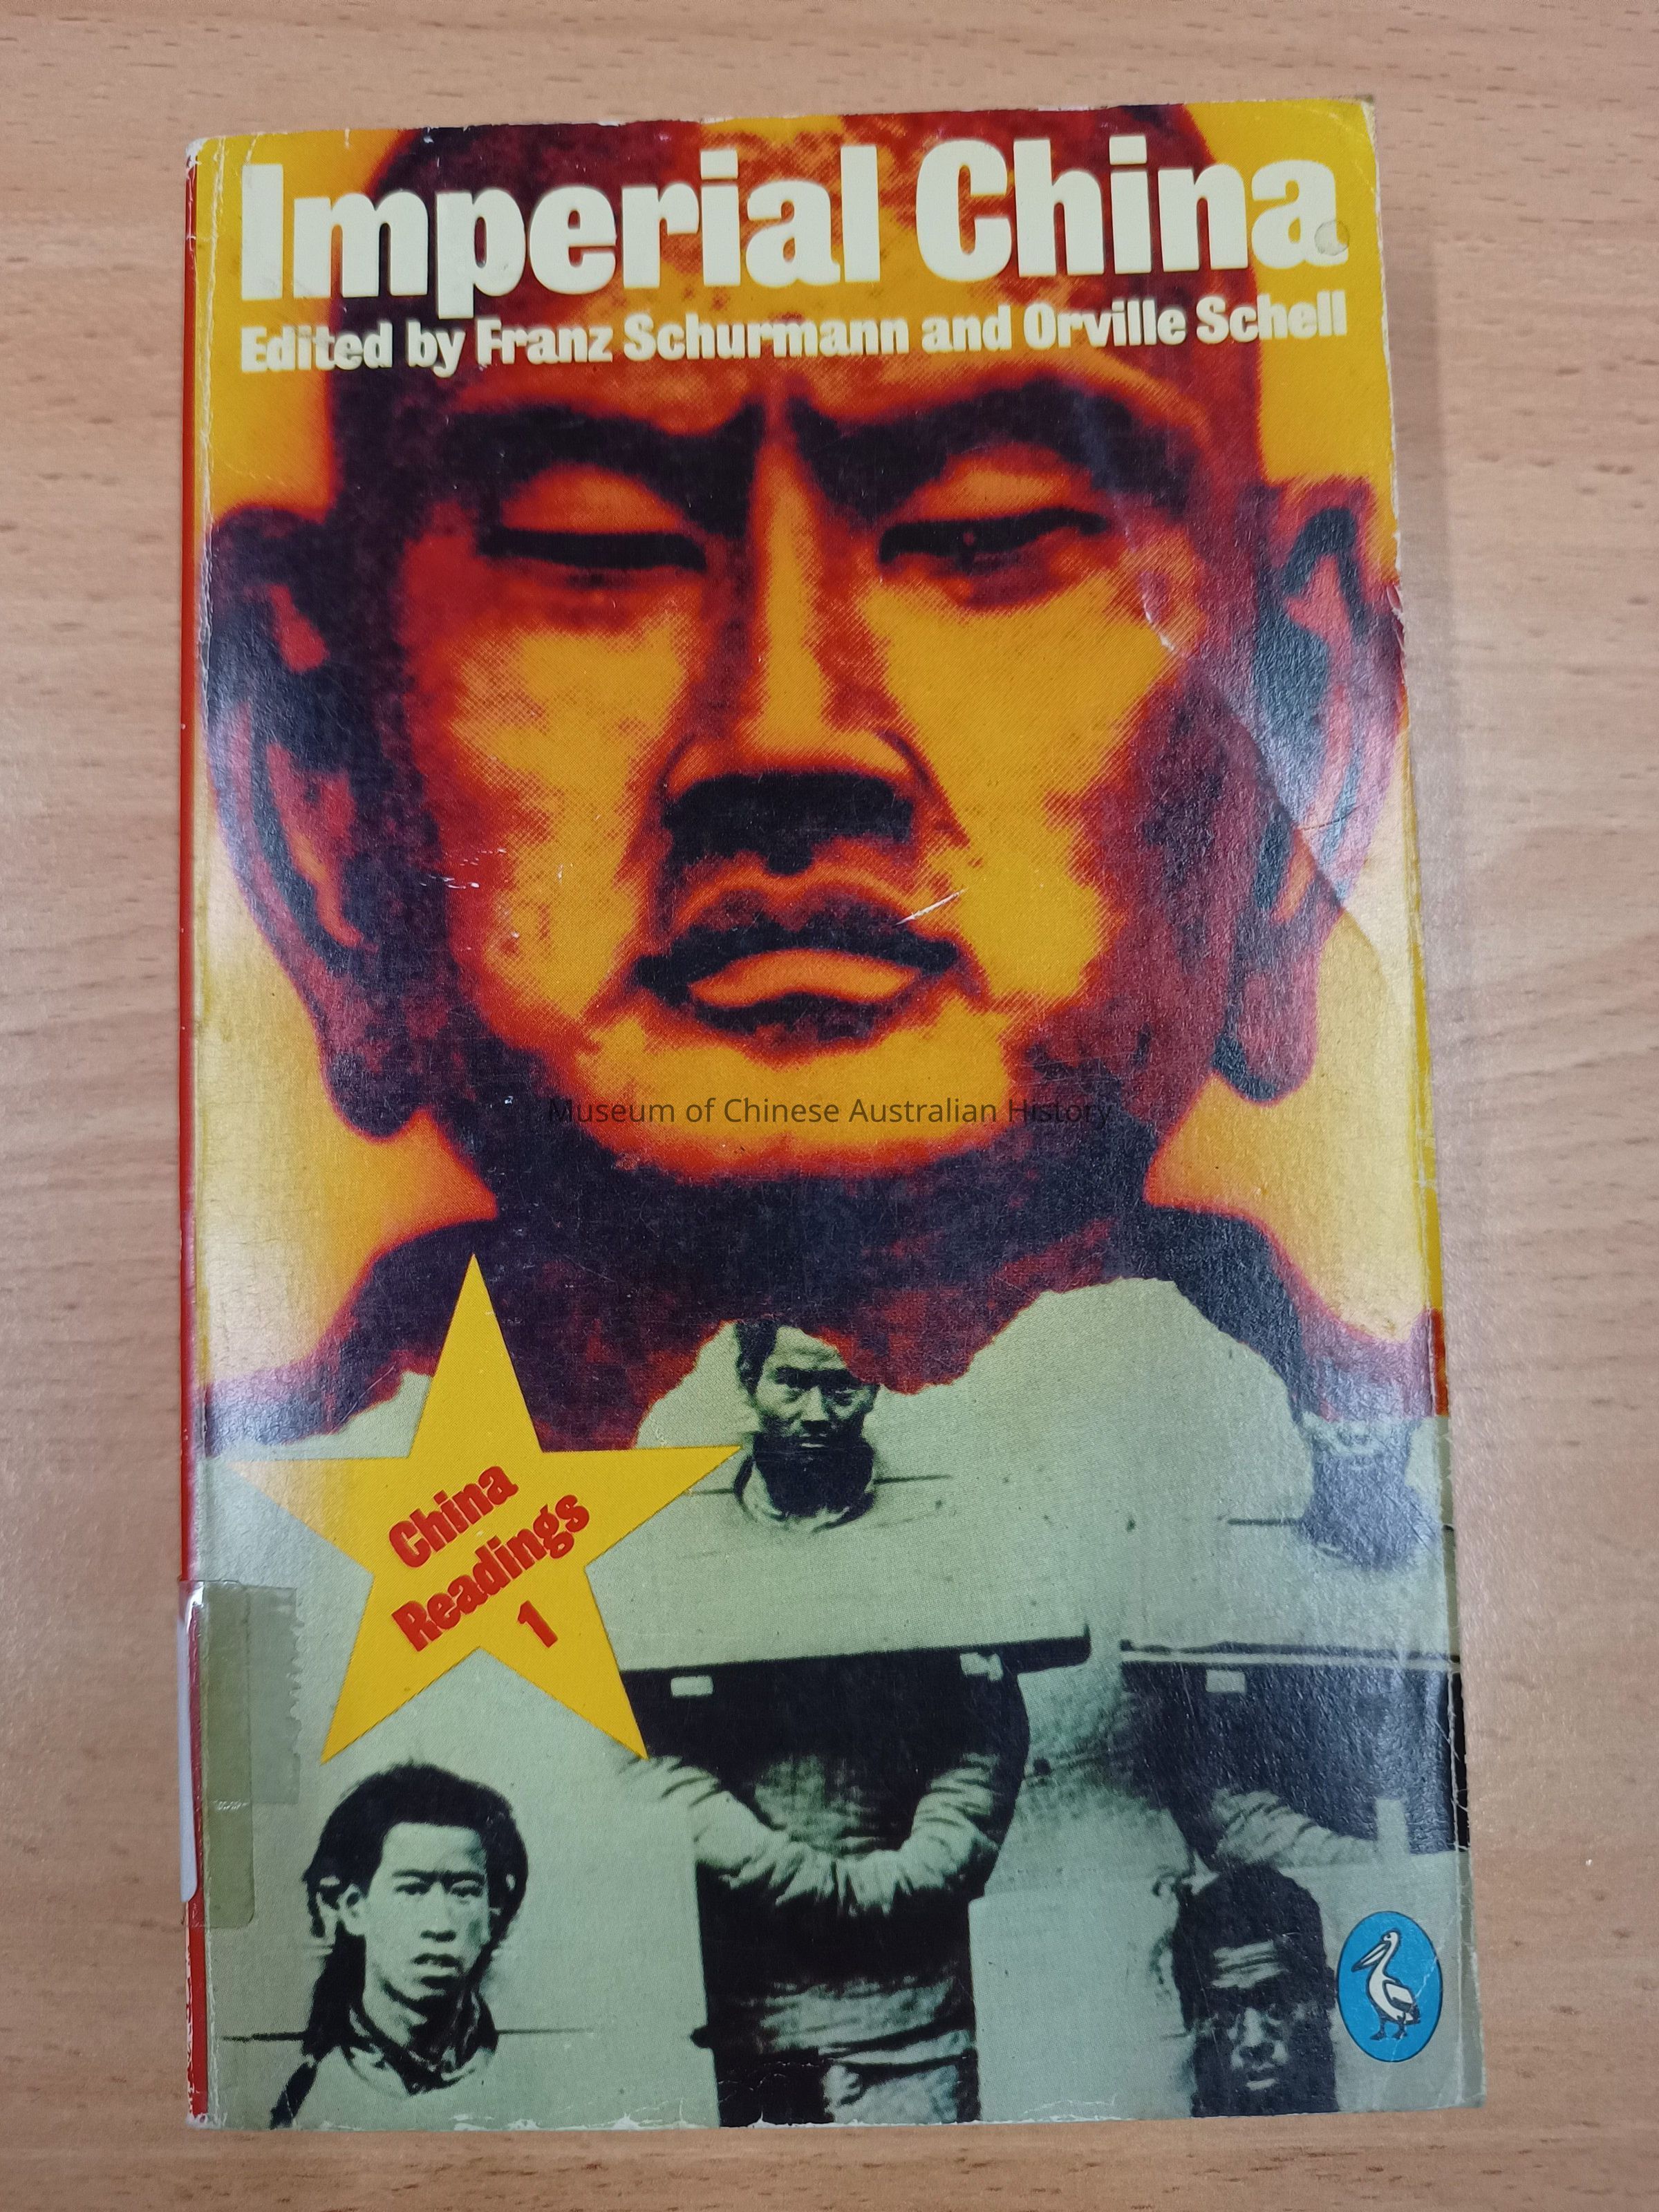 Imperial China
Edited by Franz Schurmann and Orville Schell
Museum of Chinese Australian History
China
Readings
1